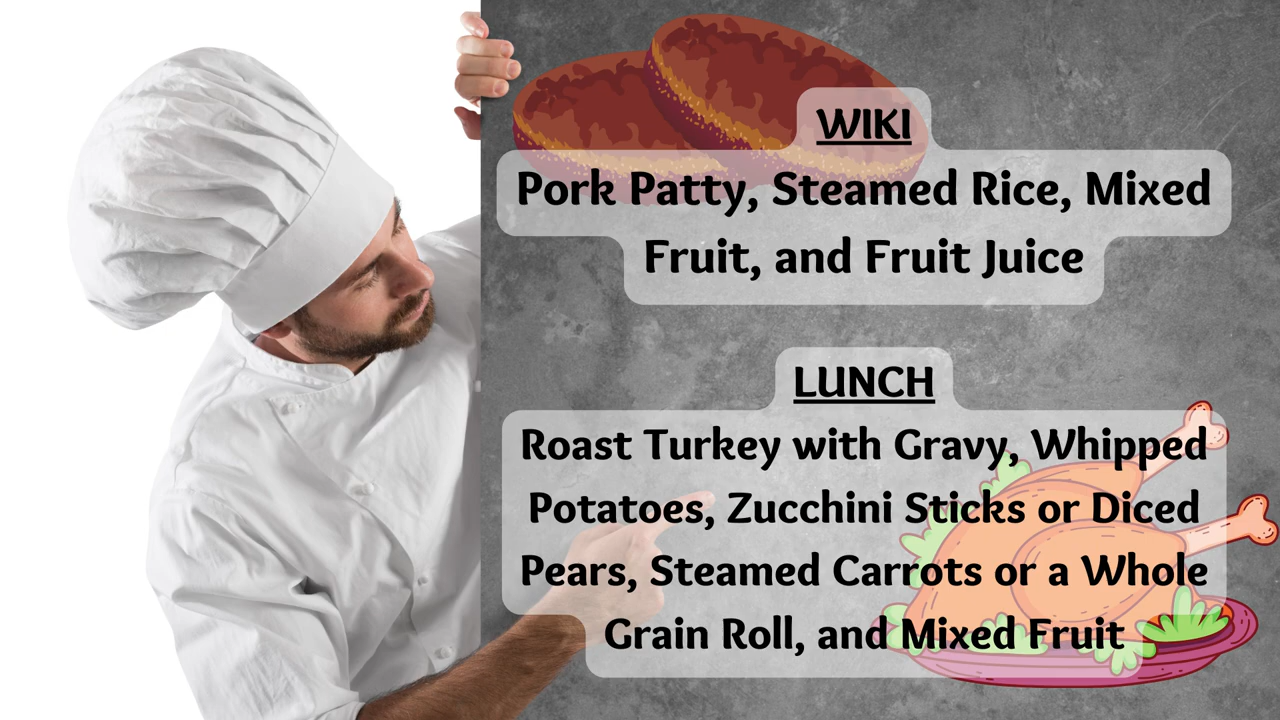 WIKI
Pork Patty, Steamed Rice, Mixed
Fruit, and Fruit Juice
LUNCH
Roast Turkey with Gravy, Whipped
Potatoes, Zucchini Sticks or Diced
Pears, Steamed Carrots or a Whole
Grain Roll, and Mixed Fruit